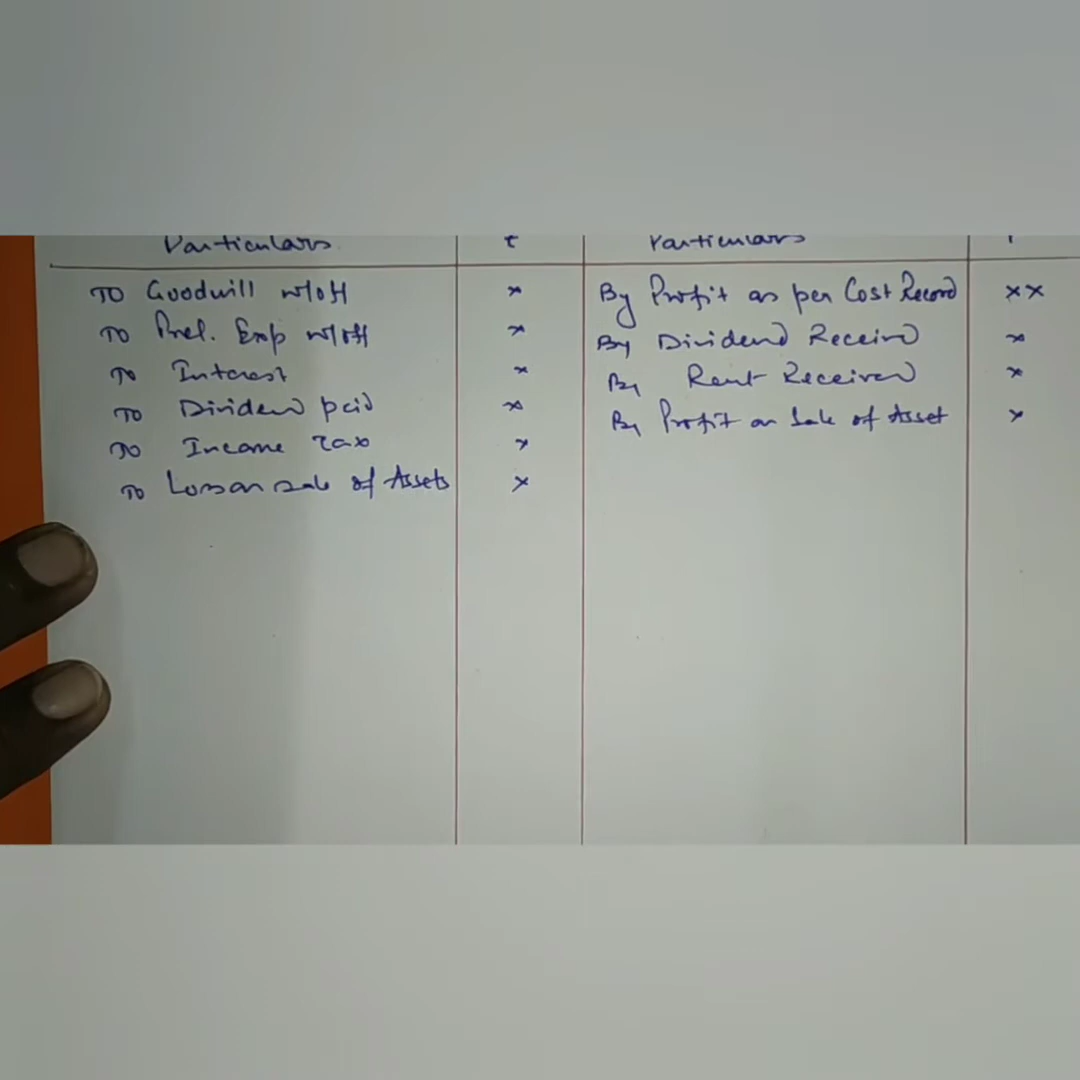 Particulars ₹ Particulars ₹
TO Goodwill w/off × By Profit as per Cost Record ××
TO Prel. Exp w/off × By Dividend Received ×
TO Interest × By Rent Received ×
TO Dividend paid × By Profit on Sale of Asset ×
TO Income Tax ×
TO Loss on Sale of Assets ×